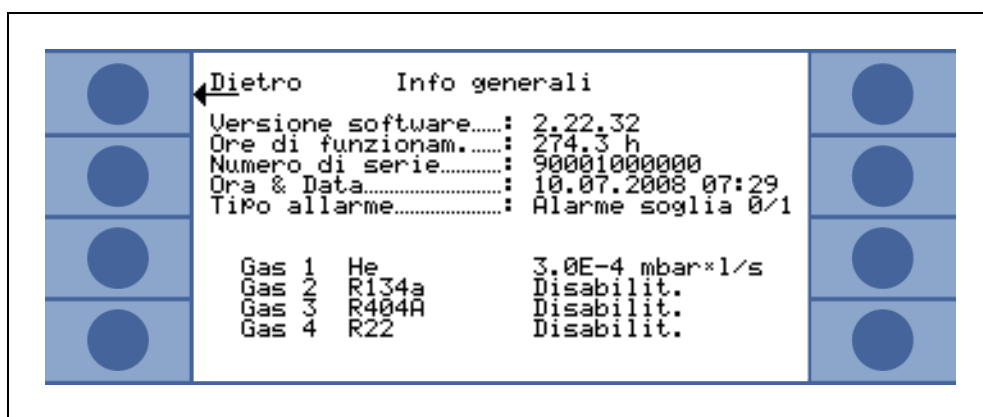 Dietro Info generali
Versione software.....: 2.22.32
Ore di funzionam......: 274.3 h
Numero di serie..........: 90001000000
Ora & Data.......................: 10.07.2008 07:29
Tipo allarme..................: Alarme soglia 0/1
Gas 1 He 3.0E-4 mbar×l/s
Gas 2 R134a Disabilit.
Gas 3 R404A Disabilit.
Gas 4 R22 Disabilit.